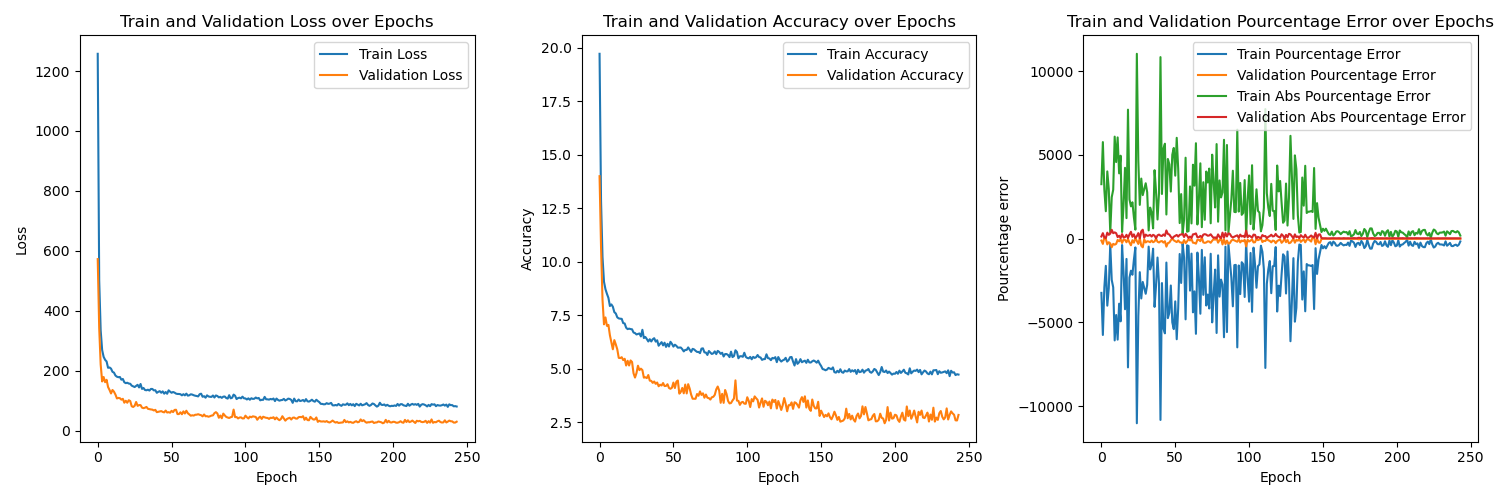 Train and Validation Loss over Epochs
Loss
1200
1000
800
600
400
200
0
Train Loss
Validation Loss
0 50 100 150 200 250
Epoch
Train and Validation Accuracy over Epochs
Accuracy
20.0
17.5
15.0
12.5
10.0
7.5
5.0
2.5
Train Accuracy
Validation Accuracy
0 50 100 150 200 250
Epoch
Train and Validation Pourcentage Error over Epochs
Pourcentage error
10000
5000
0
−5000
−10000
Train Pourcentage Error
Validation Pourcentage Error
Train Abs Pourcentage Error
Validation Abs Pourcentage Error
0 50 100 150 200 250
Epoch